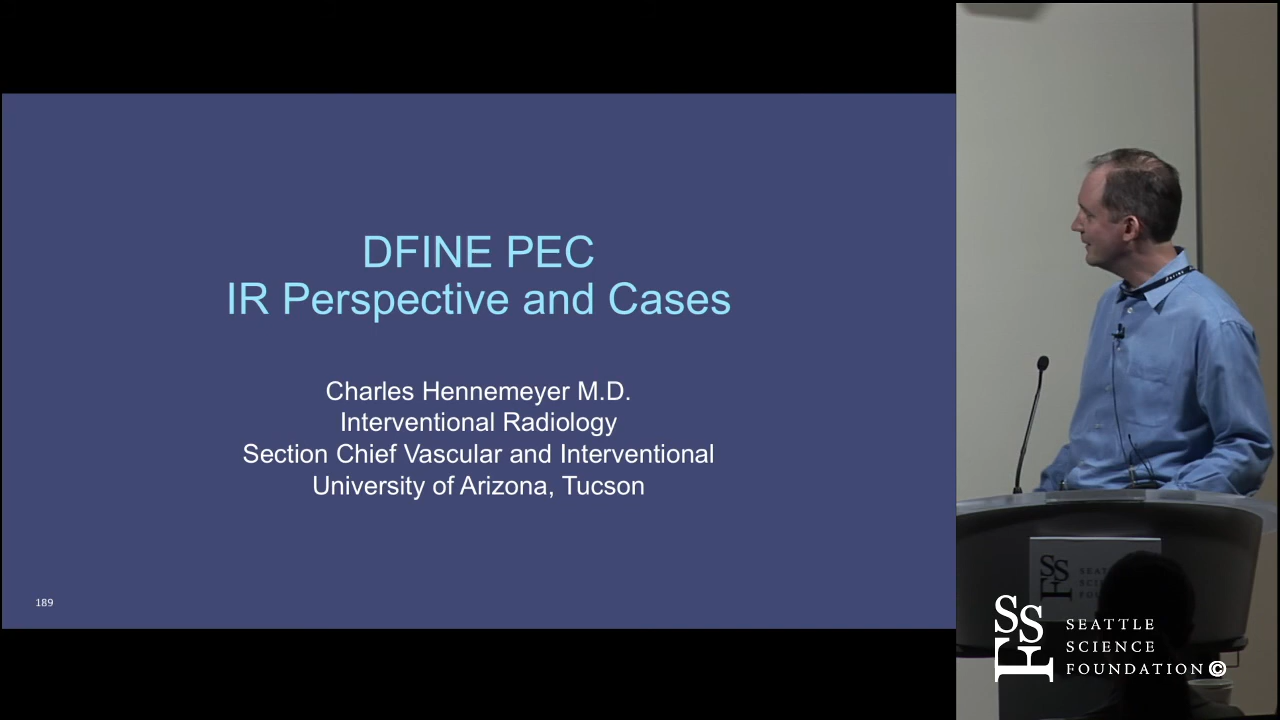 DFINE PEC
IR Perspective and Cases
Charles Hennemeyer M.D.
Interventional Radiology
Section Chief Vascular and Interventional
University of Arizona, Tucson
189
SSF
SEATTLE
SCIENCE
FOUNDATION©